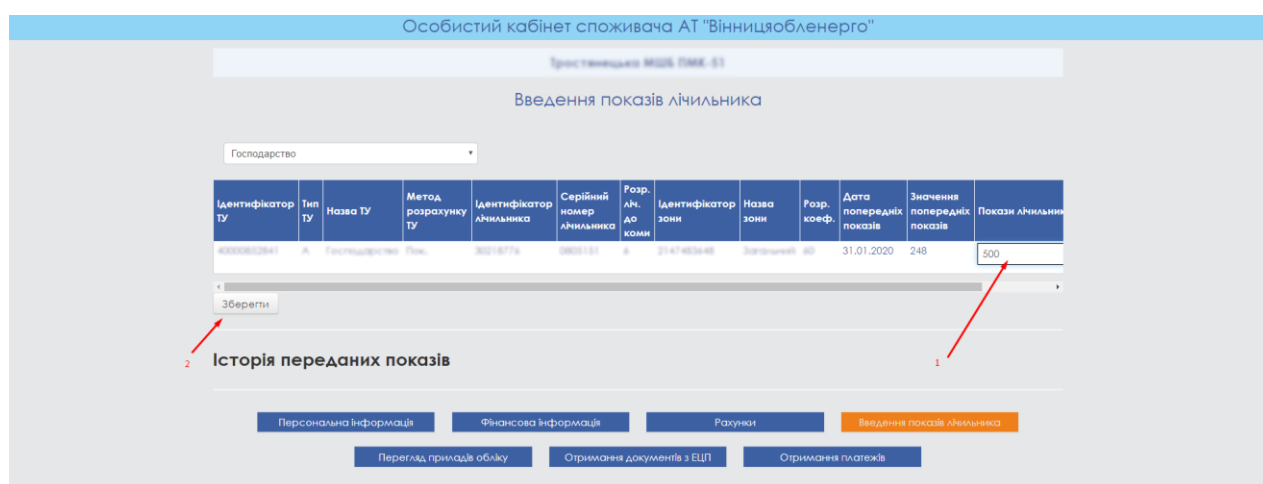 Особистий кабінет споживача АТ "Вінницяобленерго"
Введення показів лічильника
Господарство
Ідентифікатор ТУ
Тип ТУ
Назва ТУ
Метод розрахунку ТУ
Ідентифікатор лічильника
Серійний номер лічильника
Розр. ліч. до коми
Ідентифікатор зони
Назва зони
Розр. коеф.
Дата попередніх показів
Значення попередніх показів
Покази лічильник
31.01.2020 248 500
Зберегти
2
1
Історія переданих показів
Персональна інформація Фінансова інформація Рахунки Введення показів лічильника
Перегляд приладів обліку Отримання документів з ЕЦП Отримання платежів